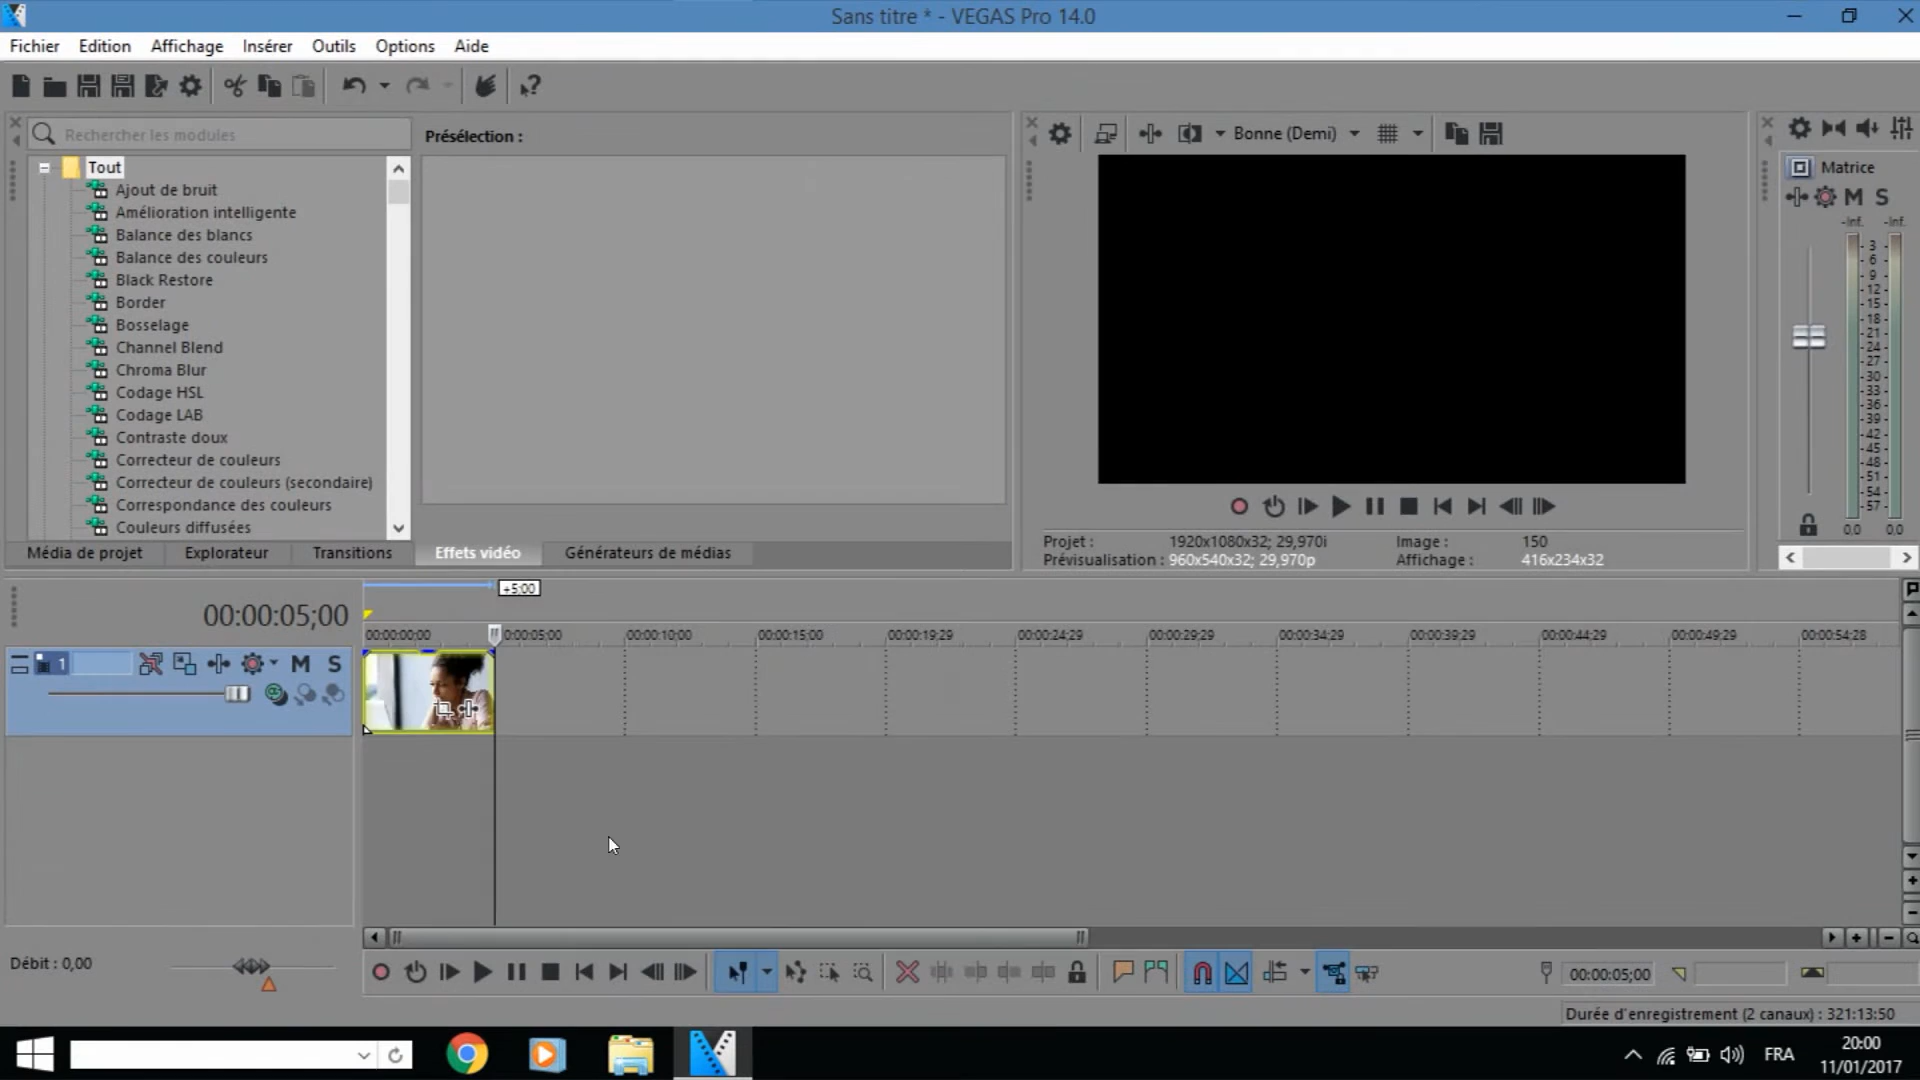 Sans titre * - VEGAS Pro 14.0
Fichier Edition Affichage Insérer Outils Options Aide
Rechercher les modules
Présélection :
Bonne (Demi)
Tout
Ajout de bruit
Amélioration intelligente
Balance des blancs
Balance des couleurs
Black Restore
Border
Bosselage
Channel Blend
Chroma Blur
Codage HSL
Codage LAB
Contraste doux
Correcteur de couleurs
Correcteur de couleurs (secondaire)
Correspondance des couleurs
Couleurs diffusées
Matrice
M S
-Inf. -Inf.
3
6
9
12
15
18
21
24
27
30
33
36
39
42
45
48
51
54
57
0,0 0,0
Média de projet Explorateur Transitions Effets vidéo Générateurs de médias
Projet : 1920x1080x32; 29,970i Image : 150
Prévisualisation : 960x540x32; 29,970p Affichage : 416x234x32
+5:00
00:00:05;00
00:00:00;00 00:00:05;00 00:00:10;00 00:00:15;00 00:00:19;29 00:00:24;29 00:00:29;29 00:00:34;29 00:00:39;29 00:00:44;29 00:00:49;29 00:00:54;28
1 M S
Débit : 0,00
00:00:05;00
Durée d'enregistrement (2 canaux) : 321:13:50
FRA
20:00
11/01/2017